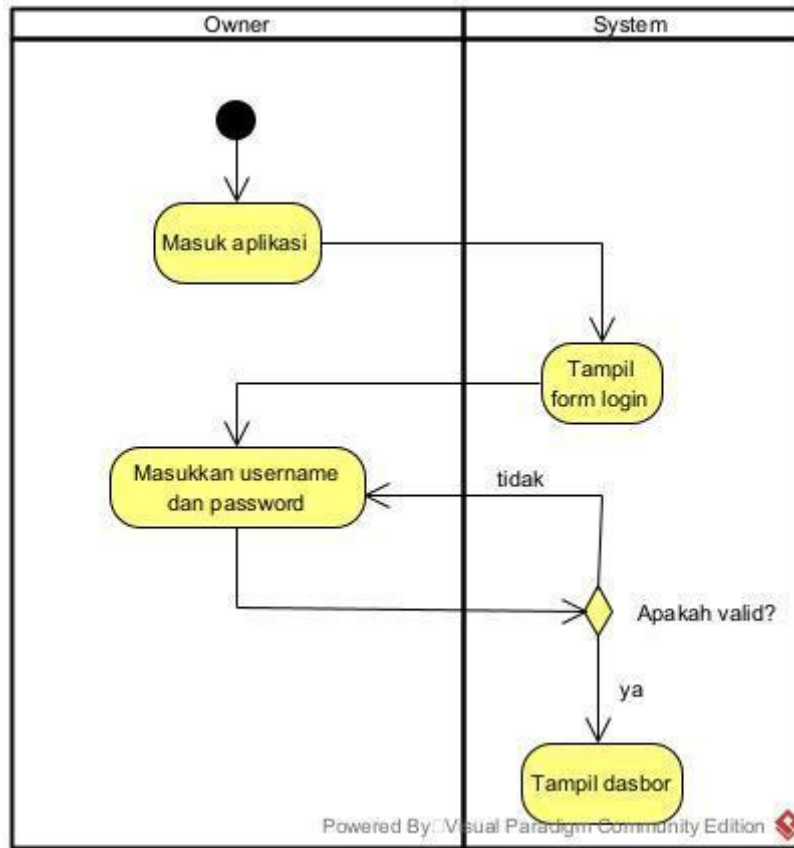 Owner
System
Masuk aplikasi
Tampil
form login
Masukkan username
dan password
tidak
Apakah valid?
ya
Tampil dasbor
Powered By: Visual Paradigm Community Edition